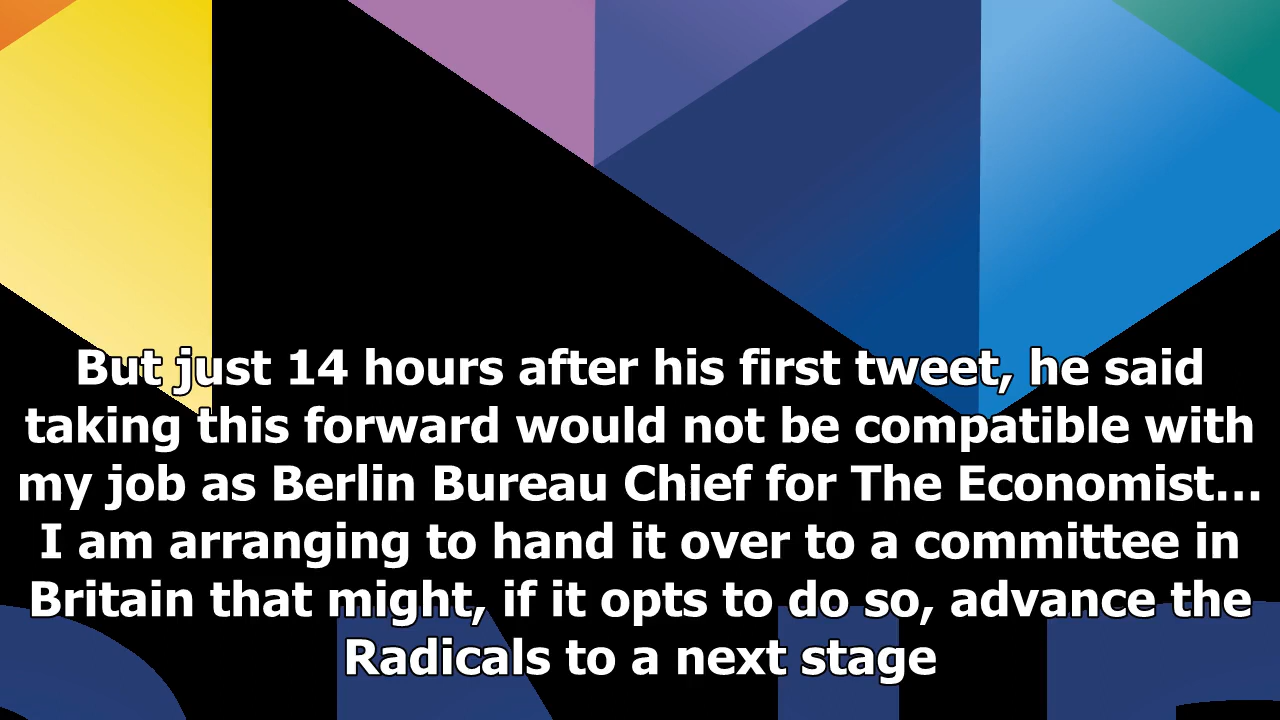 But just 14 hours after his first tweet, he said
taking this forward would not be compatible with
my job as Berlin Bureau Chief for The Economist...
I am arranging to hand it over to a committee in
Britain that might, if it opts to do so, advance the
Radicals to a next stage